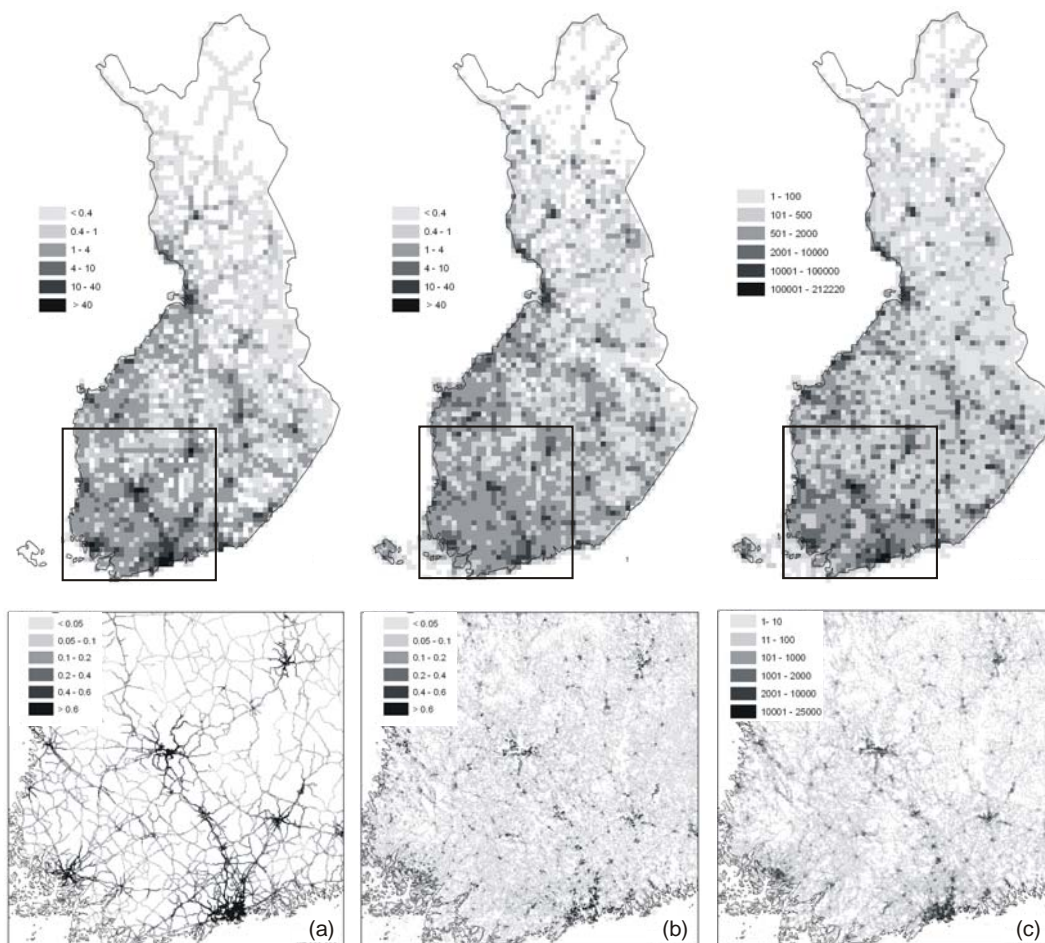 < 0.4
0.4 - 1
1 - 4
4 - 10
10 - 40
> 40
< 0.4
0.4 - 1
1 - 4
4 - 10
10 - 40
> 40
1 - 100
101 - 500
501 - 2000
2001 - 10000
10001 - 100000
100001 - 212220
< 0.05
0.05 - 0.1
0.1 - 0.2
0.2 - 0.4
0.4 - 0.6
> 0.6
(a)
< 0.05
0.05 - 0.1
0.1 - 0.2
0.2 - 0.4
0.4 - 0.6
> 0.6
(b)
1 - 10
11 - 100
101 - 1000
1001 - 2000
2001 - 10000
10001 - 25000
(c)